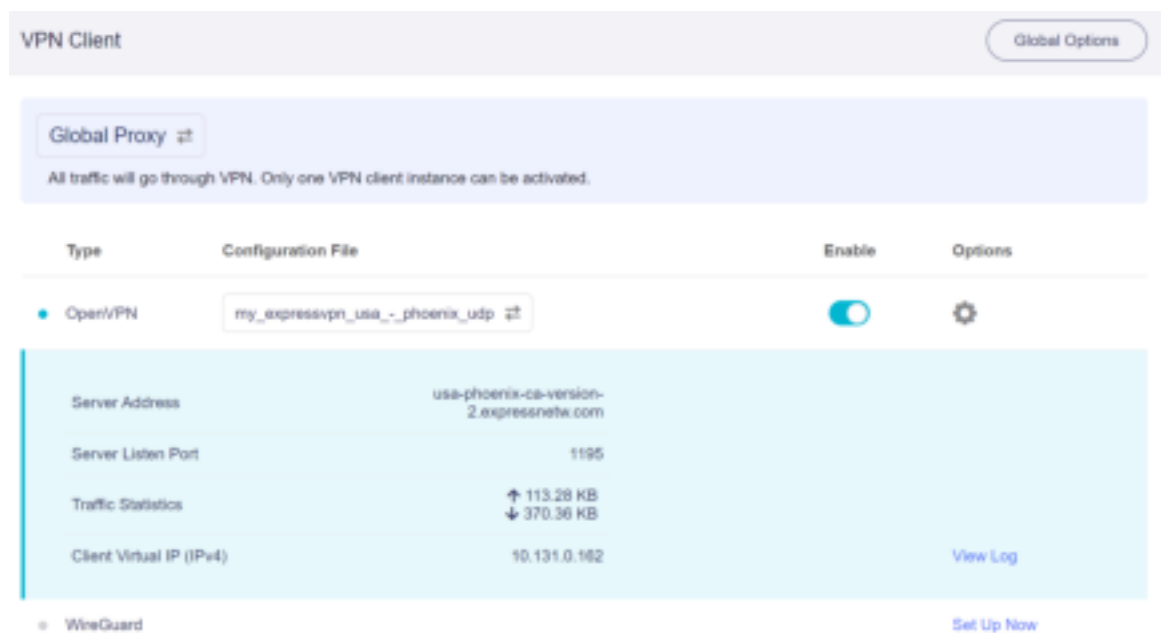 VPN Client
Global Options
Global Proxy
All traffic will go through VPN. Only one VPN client instance can be activated.
Type Configuration File Enable Options
OpenVPN my_expressvpn_usa_-_phoenix_udp
Server Address usa-phoenix-ca-version-
2.expressnetw.com
Server Listen Port 1195
Traffic Statistics ↑ 113.28 KB
↓ 370.36 KB
Client Virtual IP (IPv4) 10.131.0.162 View Log
WireGuard Set Up Now